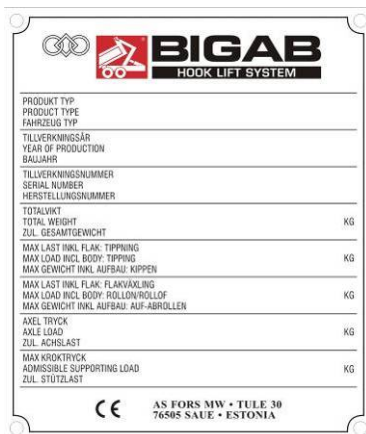 BIGAB
HOOK LIFT SYSTEM
PRODUKT TYP
PRODUCT TYPE
FAHRZEUG TYP
TILLVERKNINGSÅR
YEAR OF PRODUCTION
BAUJAHR
TILLVERKNINGSNUMMER
SERIAL NUMBER
HERSTELLUNGSNUMMER
TOTALVIKT
TOTAL WEIGHT KG
ZUL. GESAMTGEWICHT
MAX LAST INKL FLAK: TIPPNING
MAX LOAD INCL BODY: TIPPING KG
MAX GEWICHT INKL AUFBAU: KIPPEN
MAX LAST INKL FLAK: FLAKVÄXLING
MAX LOAD INCL BODY: ROLLON/ROLLOF KG
MAX GEWICHT INKL AUFBAU: AUF-ABROLLEN
AXEL TRYCK
AXLE LOAD KG
ZUL. ACHSLAST
MAX KROKTRYCK
ADMISSIBLE SUPPORTING LOAD KG
ZUL. STÜTZLAST
CE AS FORS MW • TULE 30
76505 SAUE • ESTONIA